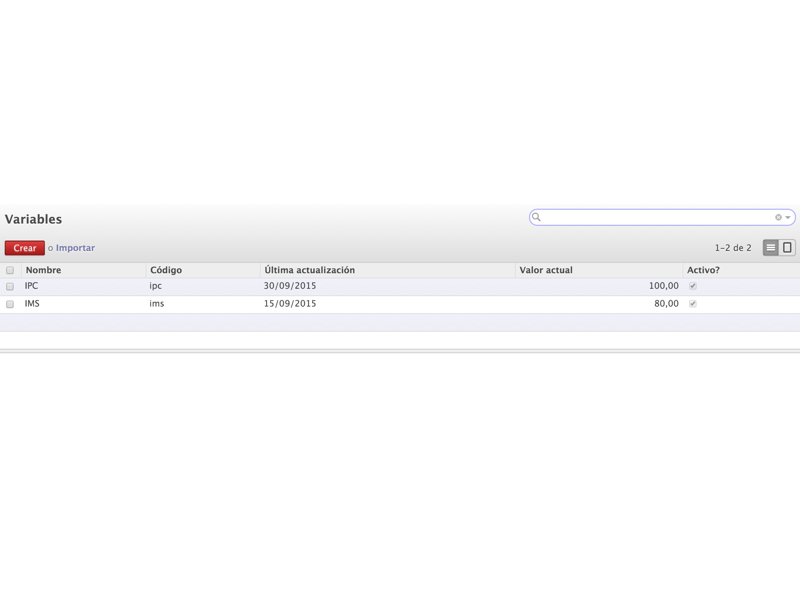 Variables
Crear o Importar
1-2 de 2
Nombre Código Última actualización Valor actual Activo?
IPC ipc 30/09/2015 100,00
IMS ims 15/09/2015 80,00